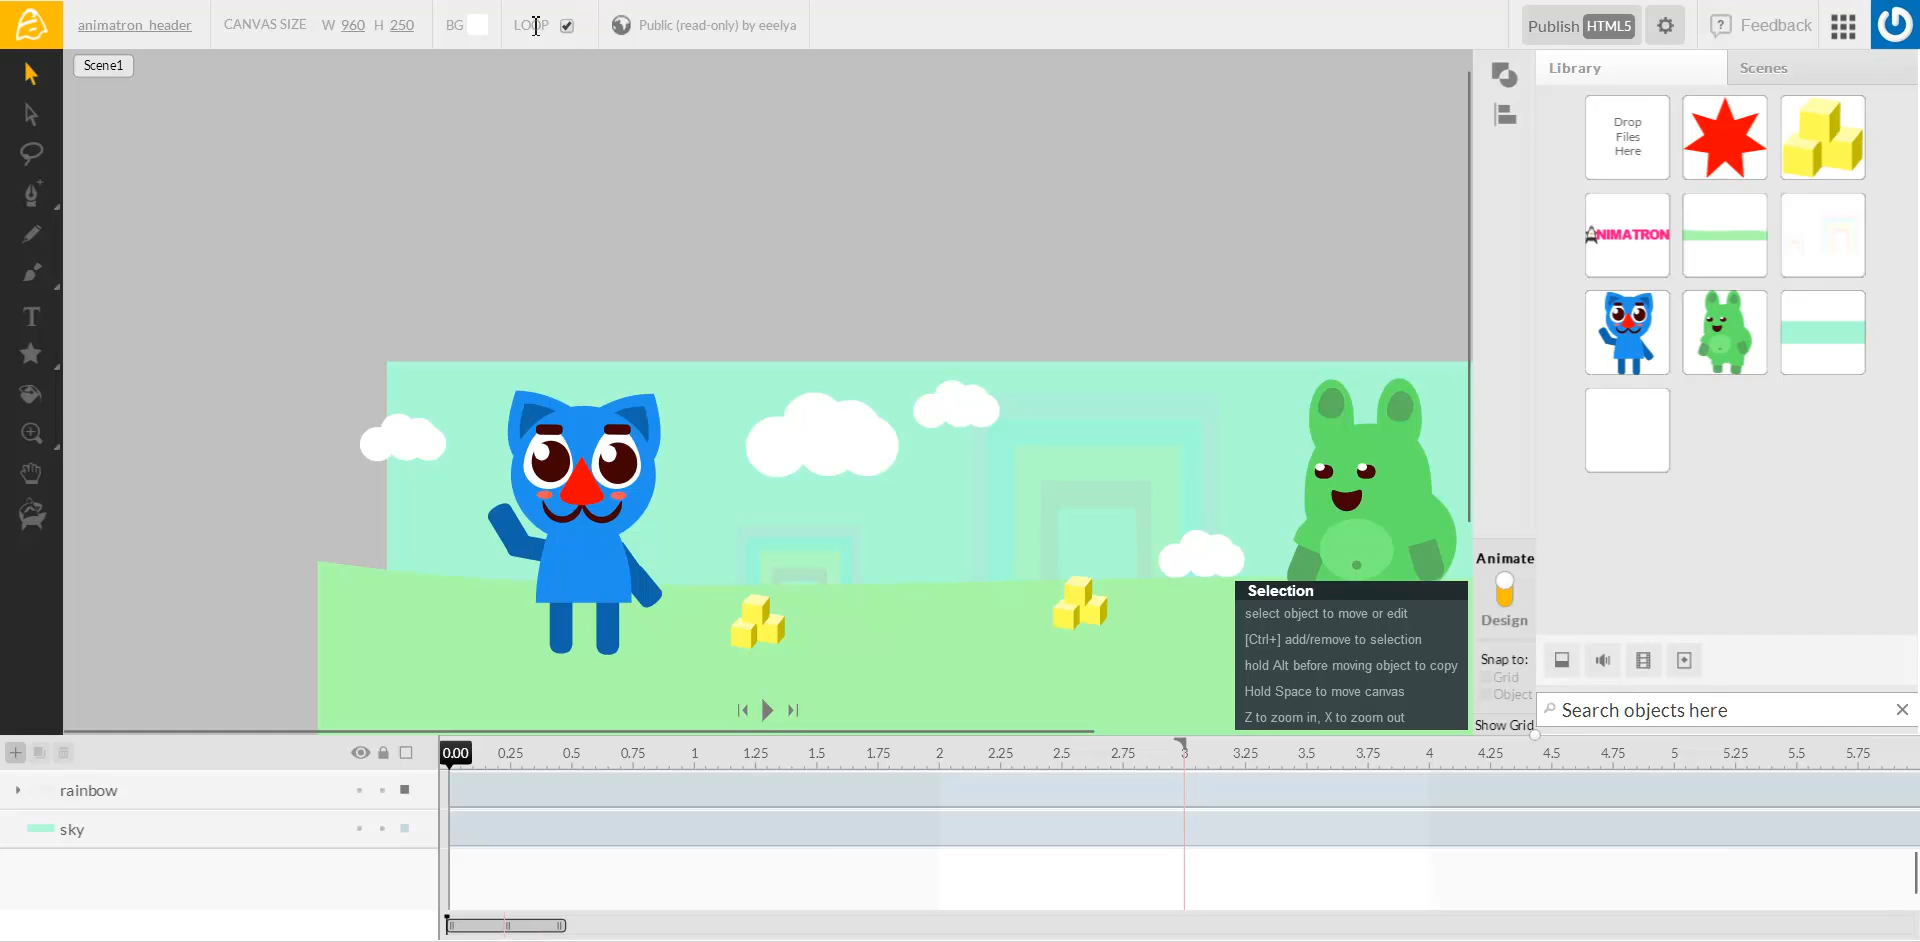 animatron_header
CANVAS SIZE W 960 H 250
BG
LOOP
Public (read-only) by eeelya
Publish HTML5
Feedback
Scene1
Library
Scenes
Drop
Files
Here
ANIMATRON
Selection
select object to move or edit
[Ctrl+] add/remove to selection
hold Alt before moving object to copy
Hold Space to move canvas
Z to zoom in, X to zoom out
Animate
Design
Snap to:
Grid
Object
Show Grid
Search objects here
0.00 0.25 0.5 0.75 1 1.25 1.5 1.75 2 2.25 2.5 2.75 3 3.25 3.5 3.75 4 4.25 4.5 4.75 5 5.25 5.5 5.75
rainbow
sky